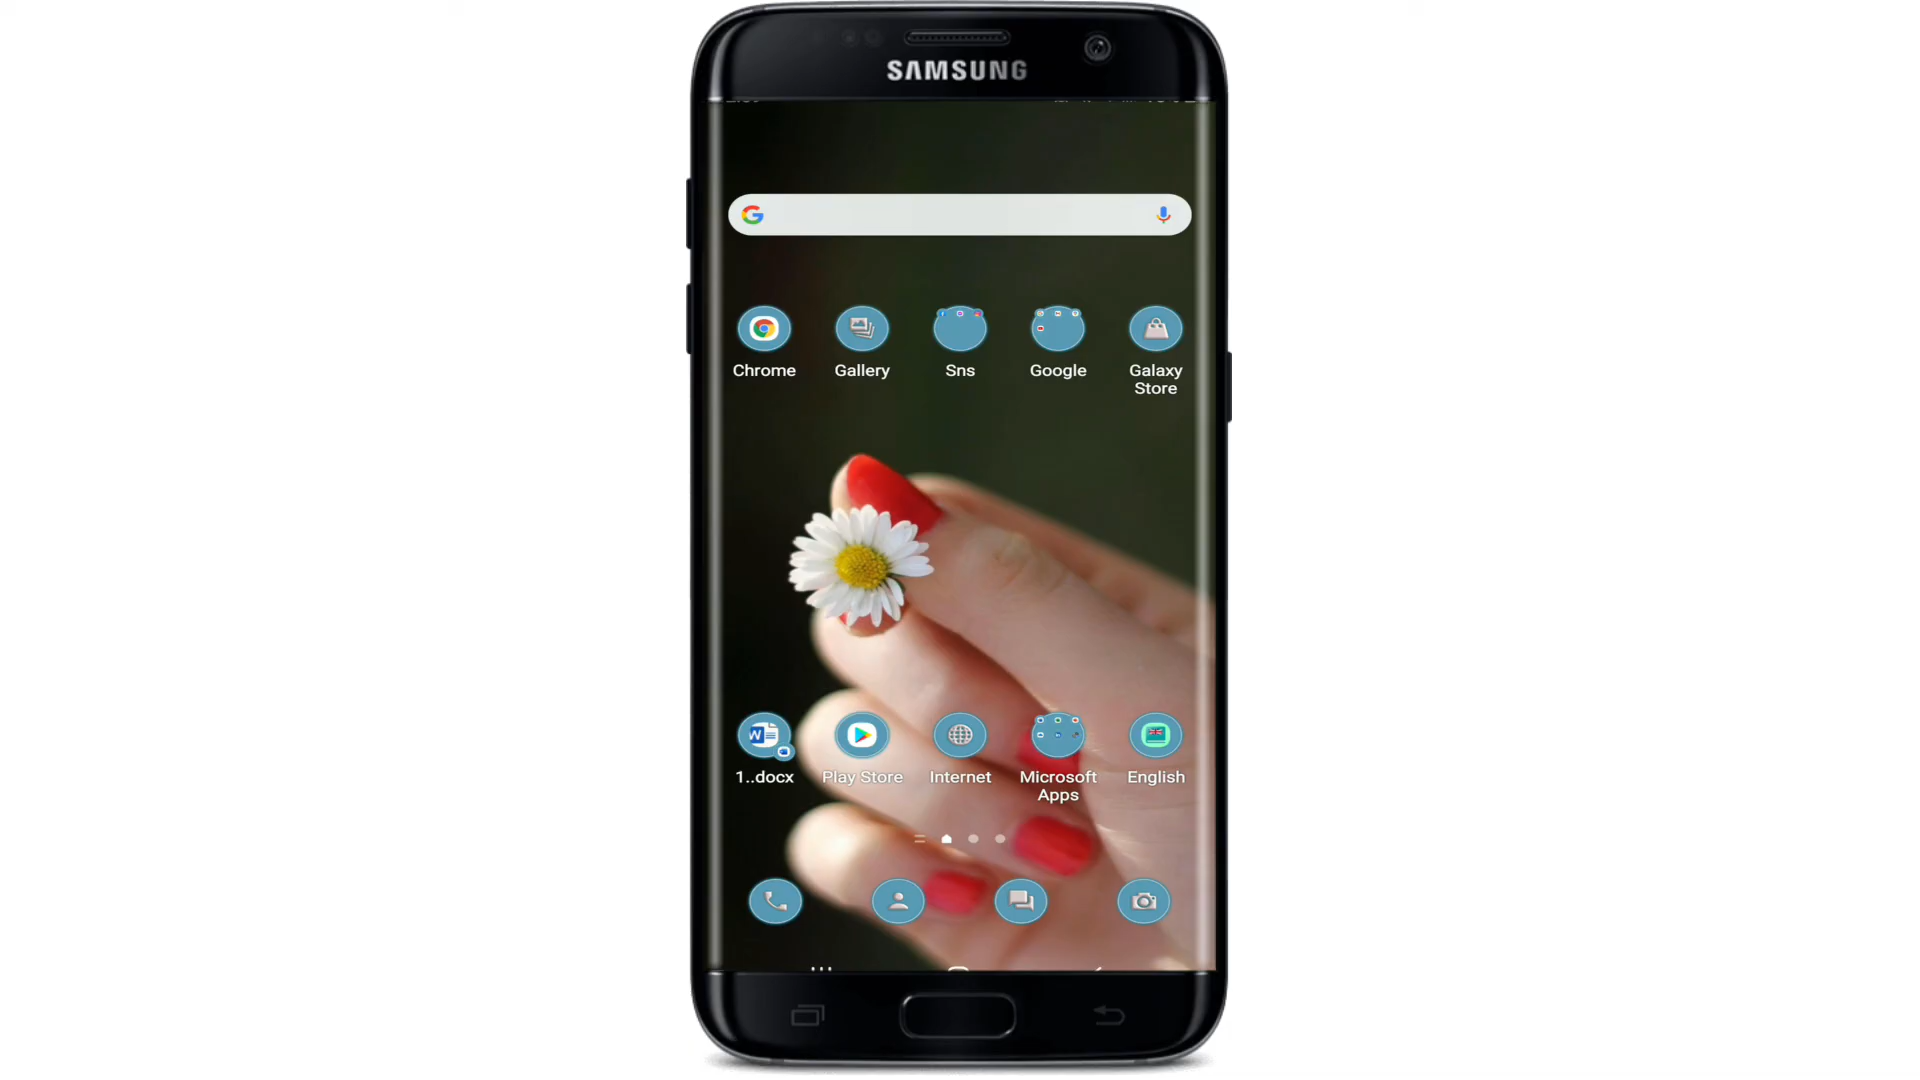 SAMSUNG
Chrome
Gallery
Sns
Google
Galaxy
Store
1..docx
Play Store
Internet
Microsoft
Apps
English